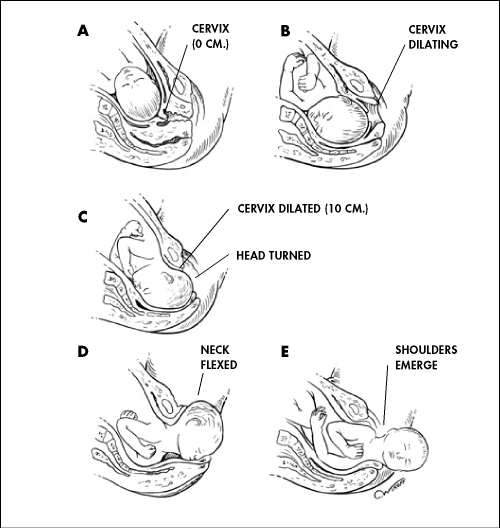 A
CERVIX
(0 CM.)
B
CERVIX
DILATING
C
CERVIX DILATED (10 CM.)
HEAD TURNED
D
NECK
FLEXED
E
SHOULDERS
EMERGE